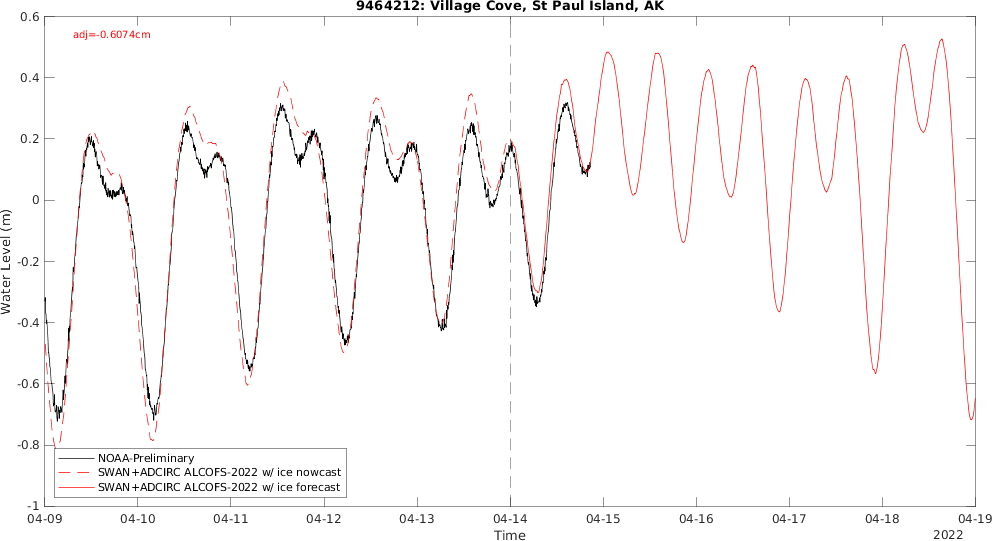 9464212: Village Cove, St Paul Island, AK
adj=-0.6074cm
0.6
0.4
0.2
0
-0.2
-0.4
-0.6
-0.8
-1
Water Level (m)
NOAA-Preliminary
SWAN+ADCIRC ALCOFS-2022 w/ ice nowcast
SWAN+ADCIRC ALCOFS-2022 w/ ice forecast
04-09 04-10 04-11 04-12 04-13 04-14 04-15 04-16 04-17 04-18 04-19
Time
2022